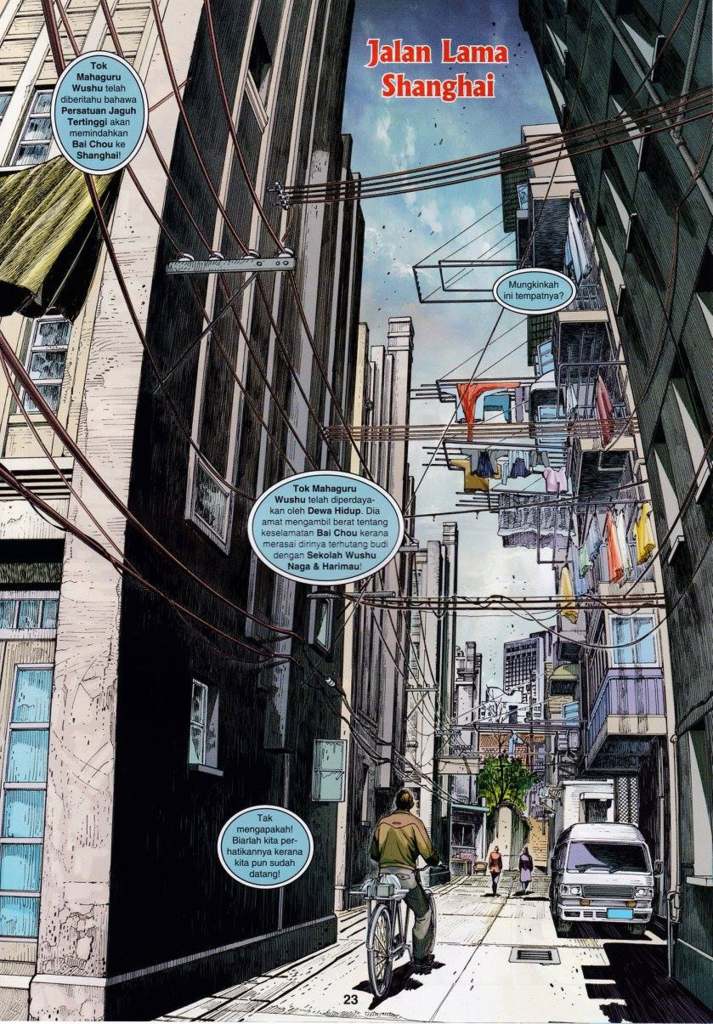 Jalan Lama
Shanghai
Tok
Mahaguru
Wushu telah
diberitahu bahawa
Persatuan Jaguh
Tertinggi akan
memindahkan
Bai Chou ke
Shanghai!
Mungkinkah
ini tempatnya?
Tok Mahaguru
Wushu telah diperdaya-
kan oleh Dewa Hidup. Dia
amat mengambil berat tentang
keselamatan Bai Chou kerana
merasai dirinya terhutang budi
dengan Sekolah Wushu
Naga & Harimau!
Tak
mengapakah!
Biarlah kita per-
hatikannya kerana
kita pun sudah
datang!
23